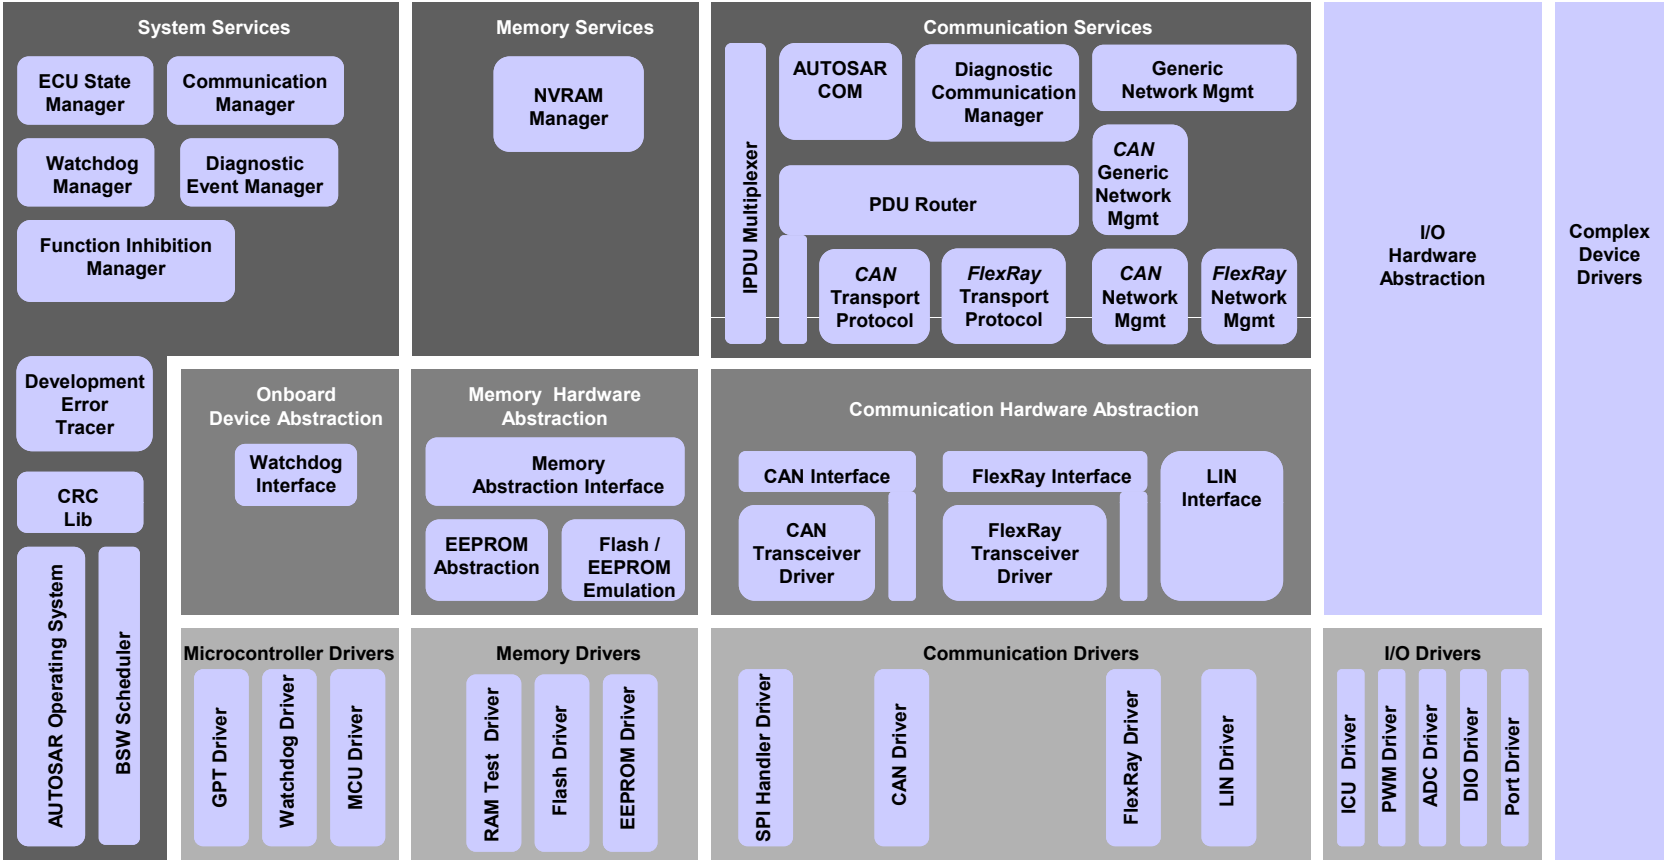 System Services
ECU State
Manager
Communication
Manager
Watchdog
Manager
Diagnostic
Event Manager
Function Inhibition
Manager
Development
Error
Tracer
CRC
Lib
AUTOSAR Operating System
BSW Scheduler
Memory Services
NVRAM
Manager
Communication Services
IPDU Multiplexer
AUTOSAR
COM
Diagnostic
Communication
Manager
Generic
Network Mgmt
CAN
Generic
Network
Mgmt
PDU Router
CAN
Transport
Protocol
FlexRay
Transport
Protocol
CAN
Network
Mgmt
FlexRay
Network
Mgmt
I/O
Hardware
Abstraction
Complex
Device
Drivers
Onboard
Device Abstraction
Watchdog
Interface
Memory Hardware
Abstraction
Memory
Abstraction Interface
EEPROM
Abstraction
Flash /
EEPROM
Emulation
Communication Hardware Abstraction
CAN Interface
CAN
Transceiver
Driver
FlexRay Interface
FlexRay
Transceiver
Driver
LIN
Interface
Microcontroller Drivers
GPT Driver
Watchdog Driver
MCU Driver
Memory Drivers
RAM Test Driver
Flash Driver
EEPROM Driver
Communication Drivers
SPI Handler Driver
CAN Driver
FlexRay Driver
LIN Driver
I/O Drivers
ICU Driver
PWM Driver
ADC Driver
DIO Driver
Port Driver